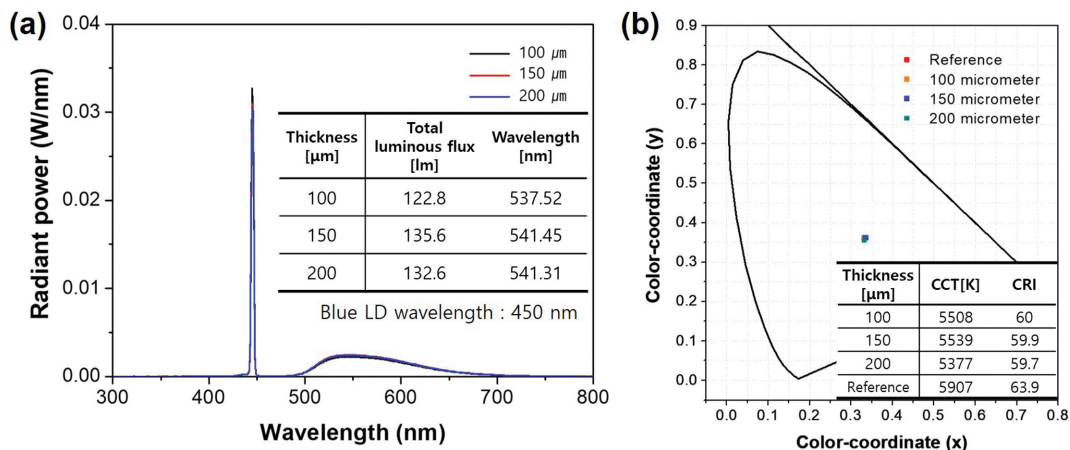 (a)
0.04
0.03
0.02
0.01
0.00
Radiant power (W/nm)
300 400 500 600 700 800
Wavelength (nm)
100 ㎛
150 ㎛
200 ㎛
Thickness [µm] Total luminous flux [lm] Wavelength [nm]
100 122.8 537.52
150 135.6 541.45
200 132.6 541.31
Blue LD wavelength : 450 nm
(b)
0.9
0.8
0.7
0.6
0.5
0.4
0.3
0.2
0.1
0.0
Color-coordinate (y)
0.0 0.1 0.2 0.3 0.4 0.5 0.6 0.7 0.8
Color-coordinate (x)
Reference
100 micrometer
150 micrometer
200 micrometer
Thickness [µm] CCT[K] CRI
100 5508 60
150 5539 59.9
200 5377 59.7
Reference 5907 63.9